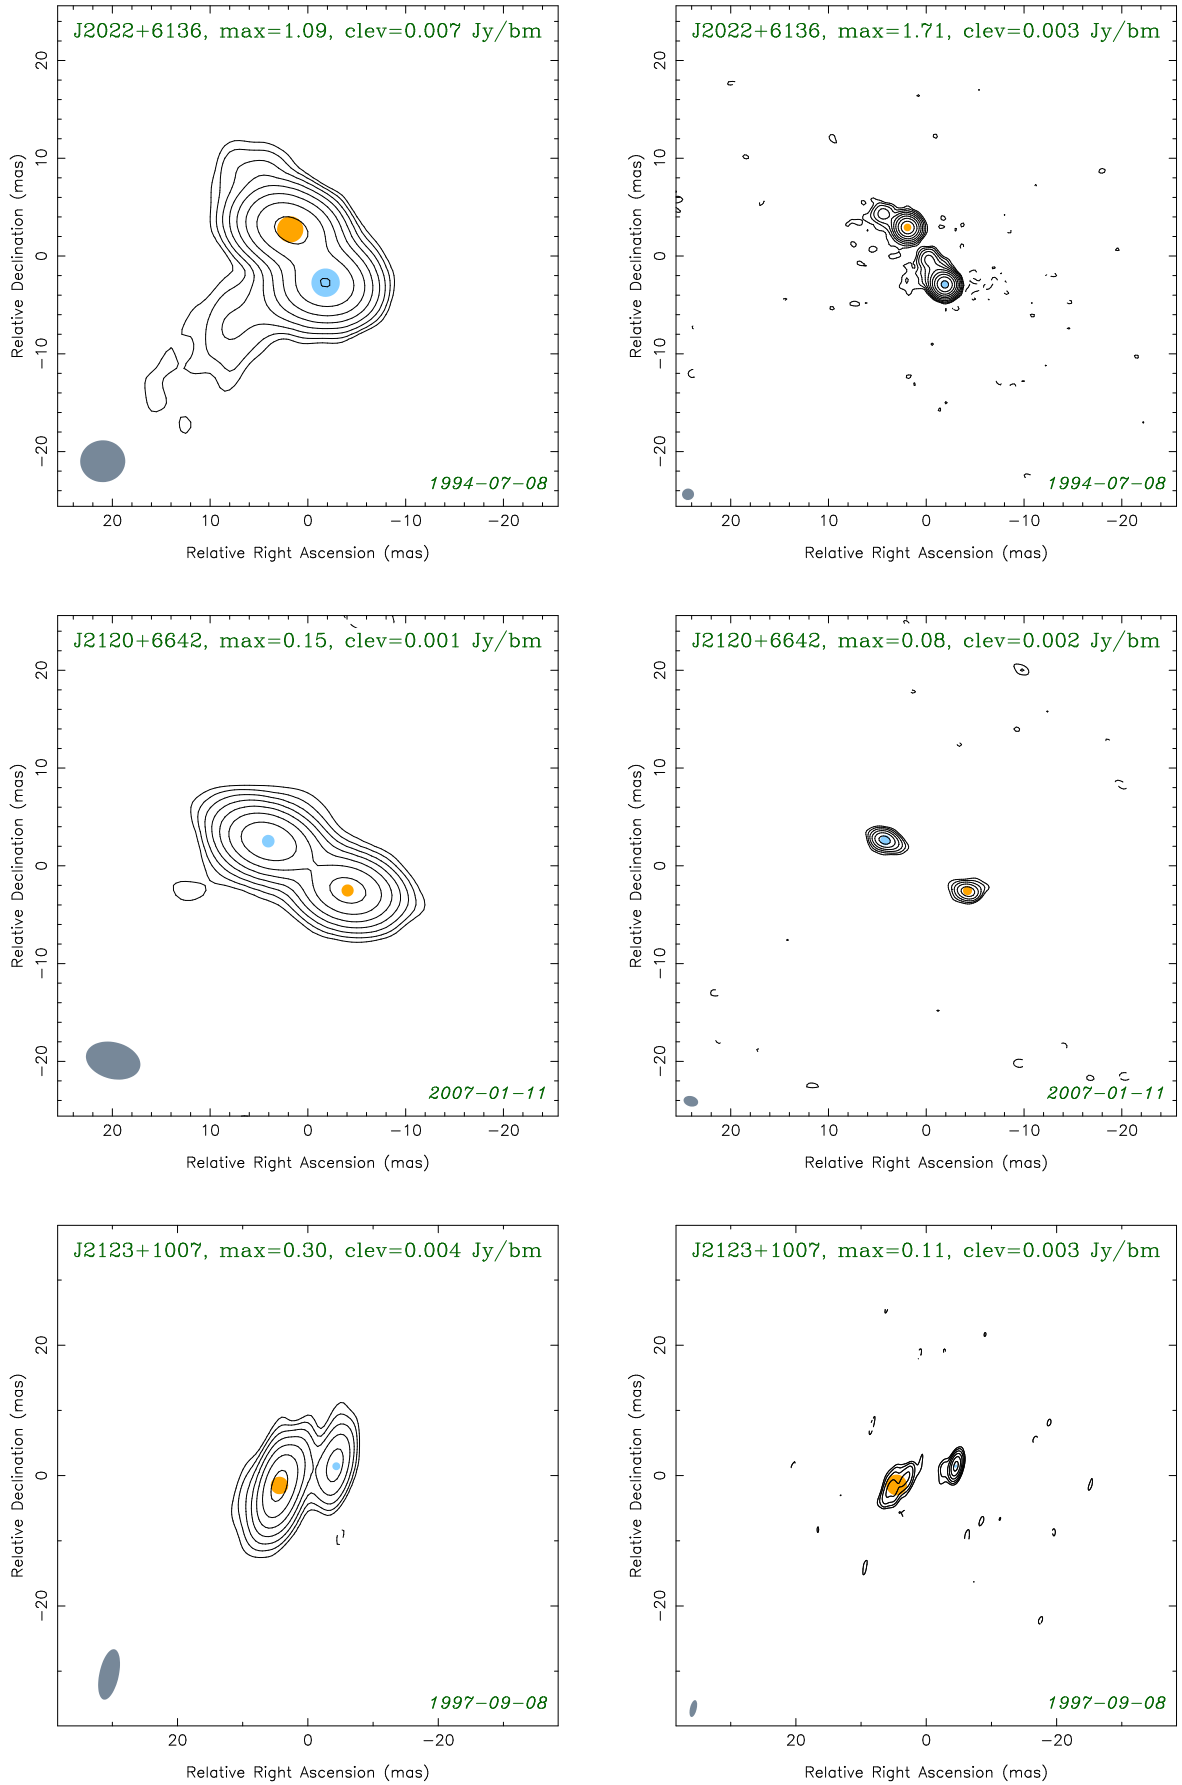 J2022+6136, max=1.09, clev=0.007 Jy/bm
Relative Declination (mas)
20
10
0
−10
−20
1994−07−08
20 10 0 −10 −20
Relative Right Ascension (mas)
J2022+6136, max=1.71, clev=0.003 Jy/bm
Relative Declination (mas)
20
10
0
−10
−20
1994−07−08
20 10 0 −10 −20
Relative Right Ascension (mas)
J2120+6642, max=0.15, clev=0.001 Jy/bm
Relative Declination (mas)
20
10
0
−10
−20
2007−01−11
20 10 0 −10 −20
Relative Right Ascension (mas)
J2120+6642, max=0.08, clev=0.002 Jy/bm
Relative Declination (mas)
20
10
0
−10
−20
2007−01−11
20 10 0 −10 −20
Relative Right Ascension (mas)
J2123+1007, max=0.30, clev=0.004 Jy/bm
Relative Declination (mas)
20
0
−20
1997−09−08
20 0 −20
Relative Right Ascension (mas)
J2123+1007, max=0.11, clev=0.003 Jy/bm
Relative Declination (mas)
20
0
−20
1997−09−08
20 0 −20
Relative Right Ascension (mas)